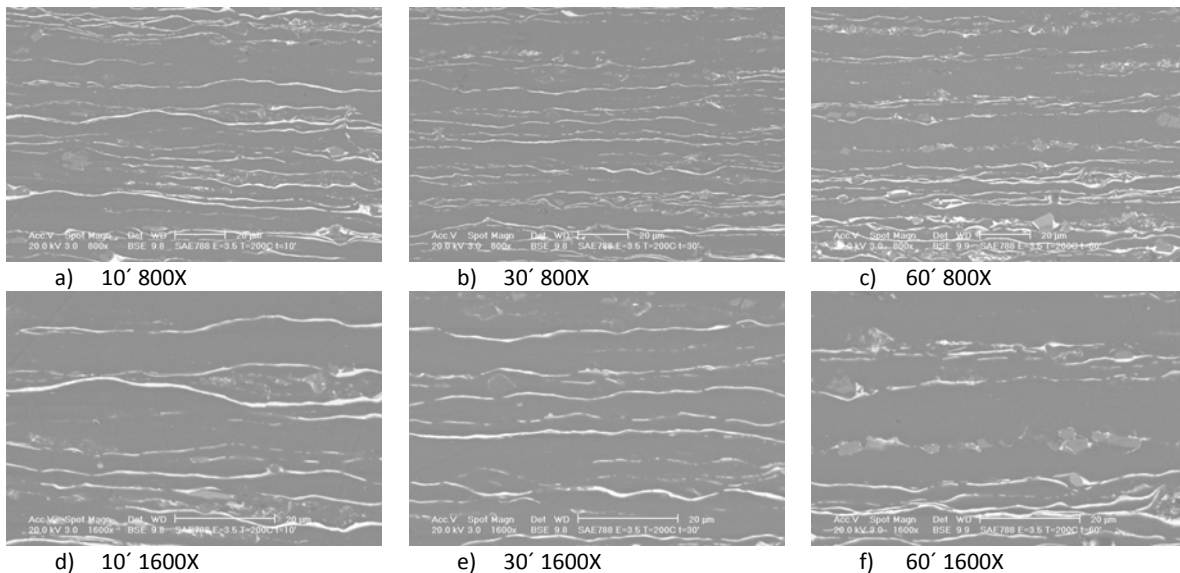 Acc.V Spot Magn Det WD 20 µm
20.0 kV 3.0 800x BSE 9.8 SAE788 E=3.5 T=200C t=10'
a) 10´ 800X
Acc.V Spot Magn Det WD 20 µm
20.0 kV 3.0 800x BSE 9.8 SAE788 E=3.5 T=200C t=30'
b) 30´ 800X
Acc.V Spot Magn Det WD 20 µm
20.0 kV 3.0 800x BSE 9.9 SAE788 E=3.5 T=200C t=60'
c) 60´ 800X
Acc.V Spot Magn Det WD 20 µm
20.0 kV 3.0 1600x BSE 9.8 SAE788 E=3.5 T=200C t=10'
d) 10´ 1600X
Acc.V Spot Magn Det WD 20 µm
20.0 kV 3.0 1600x BSE 9.8 SAE788 E=3.5 T=200C t=30'
e) 30´ 1600X
Acc.V Spot Magn Det WD 20 µm
20.0 kV 3.0 1600x BSE 9.9 SAE788 E=3.5 T=200C t=60'
f) 60´ 1600X